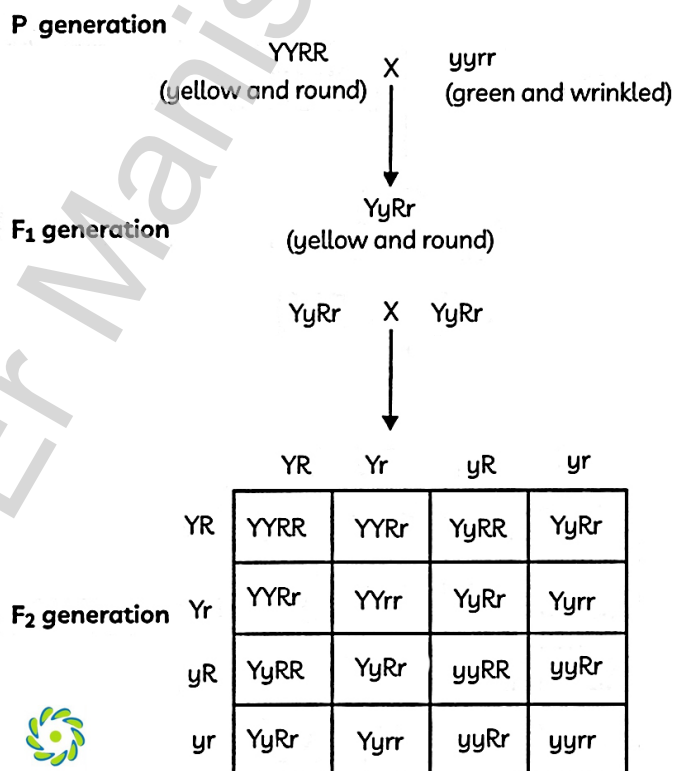 P generation
YYRR X yyrr
(yellow and round) (green and wrinkled)
YyRr
F₁ generation
(yellow and round)
YyRr X YyRr
YR Yr yR yr
YR YYRR YYRr YyRR YyRr
F₂ generation Yr YYRr YYrr YyRr Yyrr
yR YyRR YyRr yyRR yyRr
yr YyRr Yyrr yyRr yyrr
Er Manis